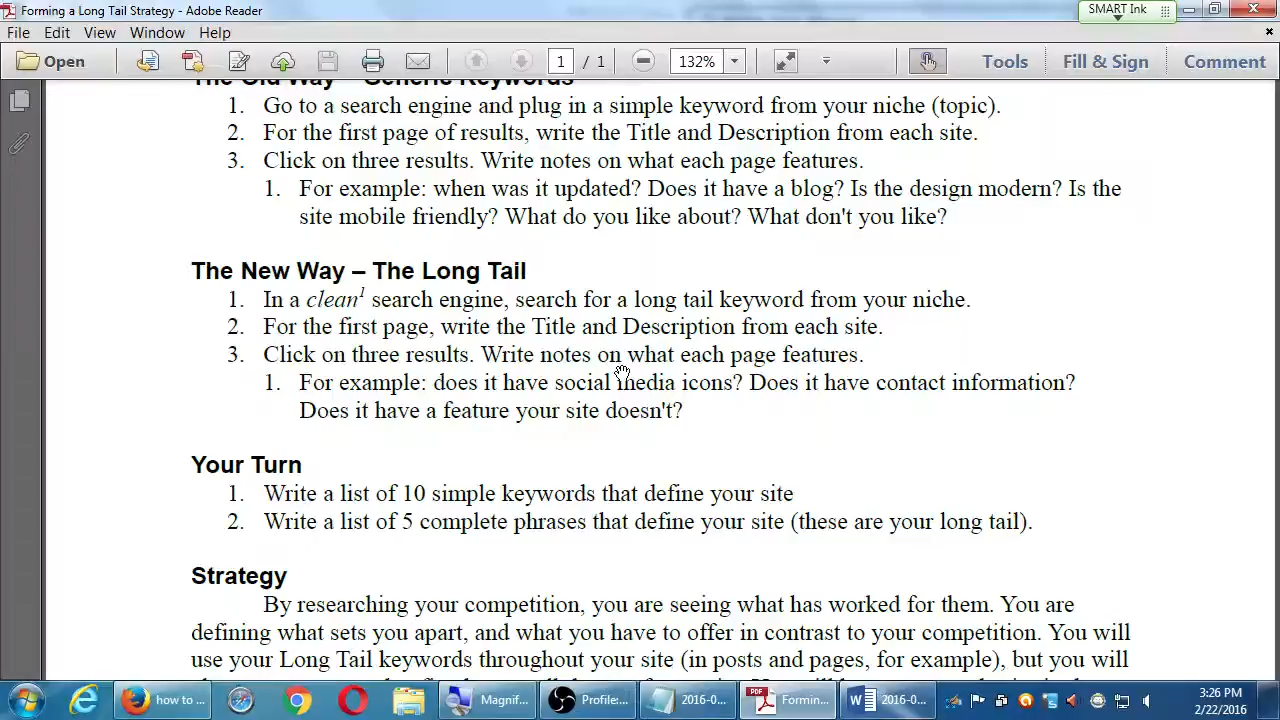 Forming a Long Tail Strategy - Adobe Reader
SMART Ink
File Edit View Window Help
Open
1 / 1
132%
Tools
Fill & Sign
Comment
The Old Way – Generic Keywords
1. Go to a search engine and plug in a simple keyword from your niche (topic).
2. For the first page of results, write the Title and Description from each site.
3. Click on three results. Write notes on what each page features.
1. For example: when was it updated? Does it have a blog? Is the design modern? Is the
site mobile friendly? What do you like about? What don't you like?
The New Way – The Long Tail
1. In a clean1 search engine, search for a long tail keyword from your niche.
2. For the first page, write the Title and Description from each site.
3. Click on three results. Write notes on what each page features.
1. For example: does it have social media icons? Does it have contact information?
Does it have a feature your site doesn't?
Your Turn
1. Write a list of 10 simple keywords that define your site
2. Write a list of 5 complete phrases that define your site (these are your long tail).
Strategy
By researching your competition, you are seeing what has worked for them. You are
defining what sets you apart, and what you have to offer in contrast to your competition. You will
use your Long Tail keywords throughout your site (in posts and pages, for example), but you will
how to ...
Magnif...
Profile:...
2016-0...
Formin...
2016-0...
3:26 PM
2/22/2016